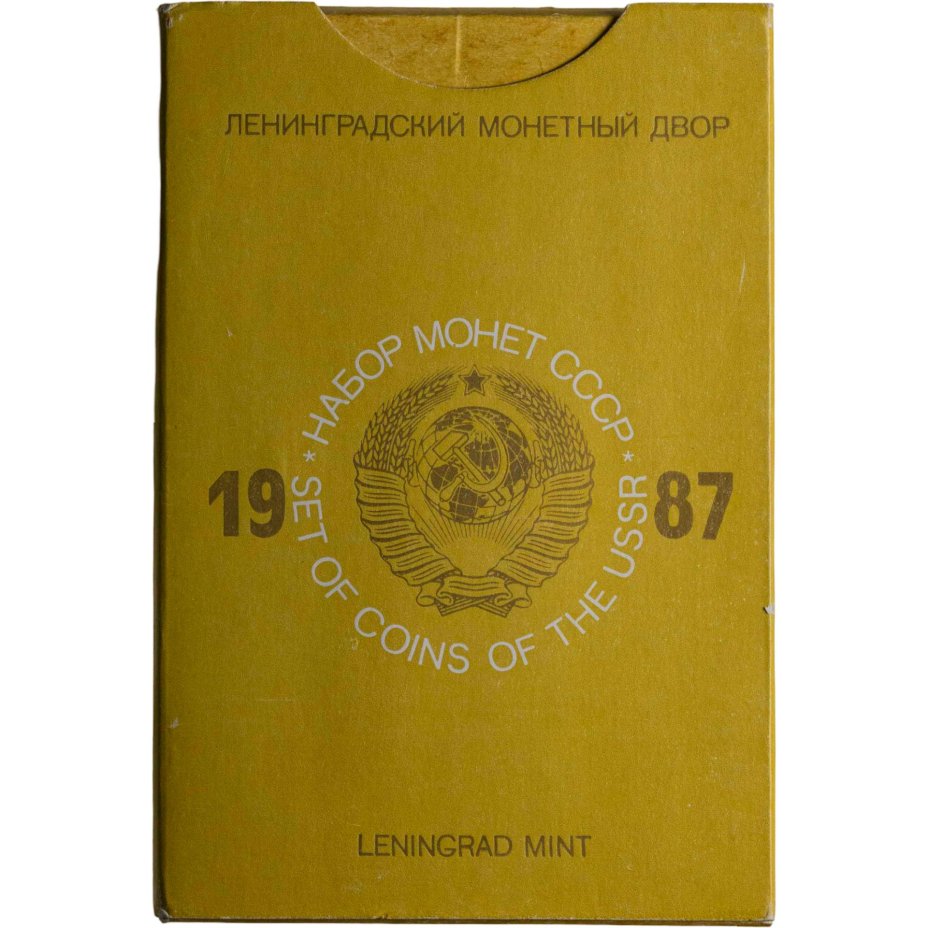 ЛЕНИНГРАДСКИЙ МОНЕТНЫЙ ДВОР
* НАБОР МОНЕТ СССР *
19 87
SET OF COINS OF THE USSR
LENINGRAD MINT